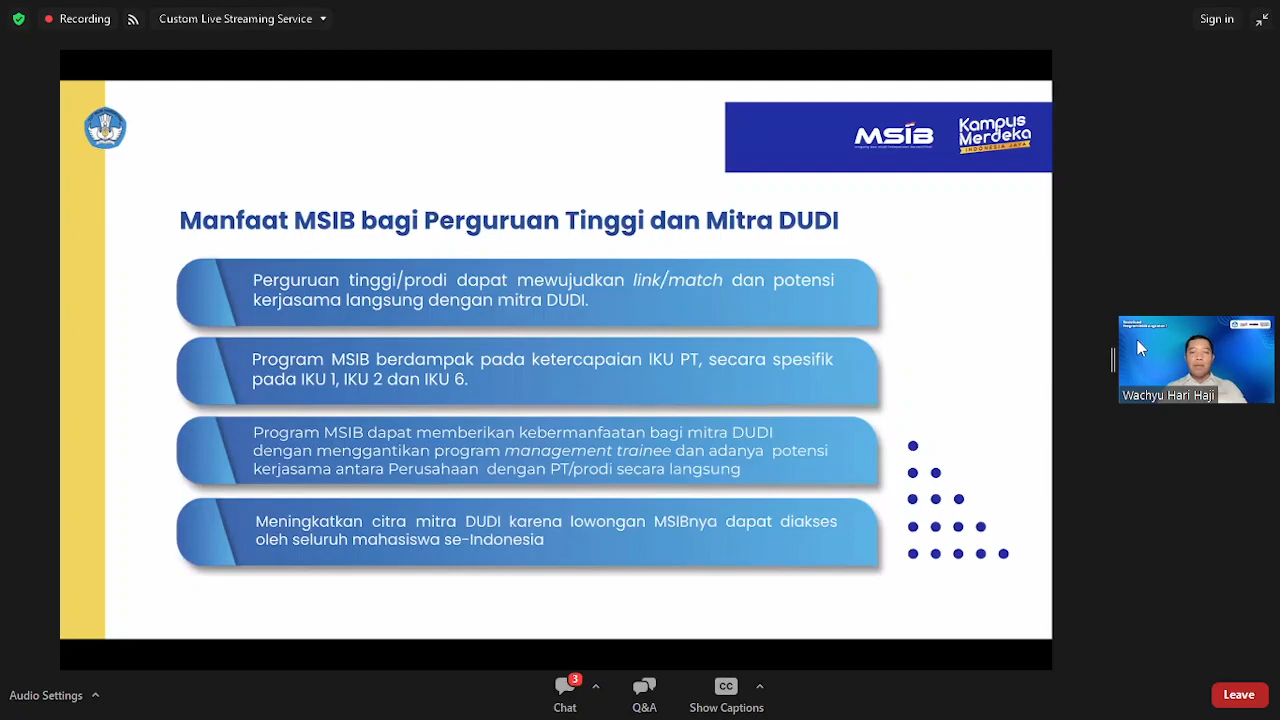 Recording
Custom Live Streaming Service
Sign in
MSIB
Kampus
Merdeka
INDONESIA JAYA
Manfaat MSIB bagi Perguruan Tinggi dan Mitra DUDI
Perguruan tinggi/prodi dapat mewujudkan link/match dan potensi
kerjasama langsung dengan mitra DUDI.
Program MSIB berdampak pada ketercapaian IKU PT, secara spesifik
pada IKU 1, IKU 2 dan IKU 6.
Program MSIB dapat memberikan kebermanfaatan bagi mitra DUDI
dengan menggantikan program management trainee dan adanya potensi
kerjasama antara Perusahaan dengan PT/prodi secara langsung
Meningkatkan citra mitra DUDI karena lowongan MSIBnya dapat diakses
oleh seluruh mahasiswa se-Indonesia
Wachyu Hari Haji
Audio Settings
3
Chat
Q&A
CC
Show Captions
Leave